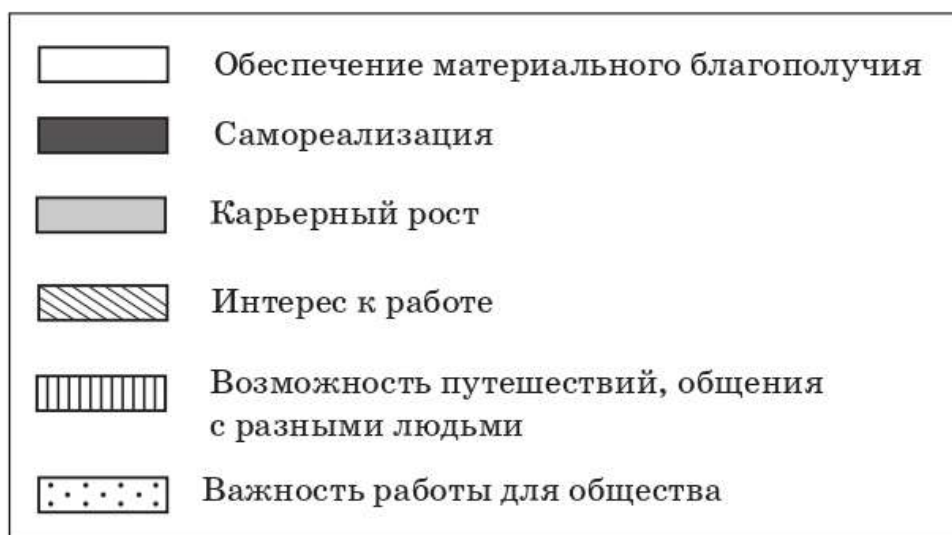 Обеспечение материального благополучия
Самореализация
Карьерный рост
Интерес к работе
Возможность путешествий, общения
с разными людьми
Важность работы для общества